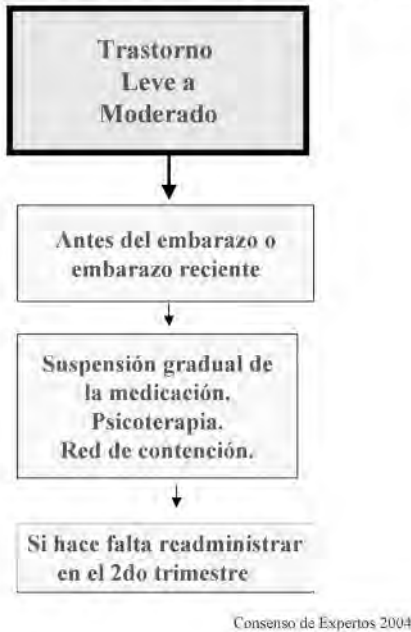 Trastorno
Leve a
Moderado
Antes del embarazo o
embarazo reciente
Suspensión gradual de
la medicación.
Psicoterapia.
Red de contención.
Si hace falta readministrar
en el 2do trimestre
Consenso de Expertos 2004